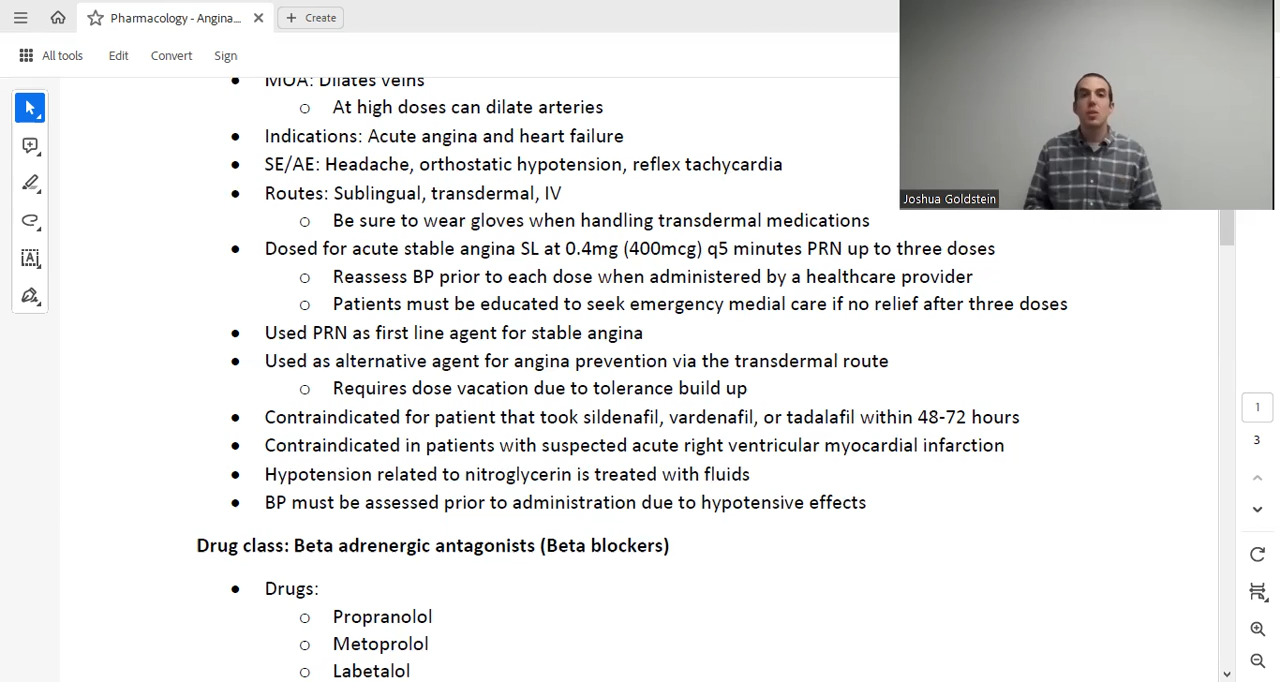 Pharmacology - Angina...
Create
All tools Edit Convert Sign
MOA: Dilates veins
At high doses can dilate arteries
Indications: Acute angina and heart failure
SE/AE: Headache, orthostatic hypotension, reflex tachycardia
Routes: Sublingual, transdermal, IV
Joshua Goldstein
Be sure to wear gloves when handling transdermal medications
Dosed for acute stable angina SL at 0.4mg (400mcg) q5 minutes PRN up to three doses
Reassess BP prior to each dose when administered by a healthcare provider
Patients must be educated to seek emergency medial care if no relief after three doses
Used PRN as first line agent for stable angina
Used as alternative agent for angina prevention via the transdermal route
Requires dose vacation due to tolerance build up
Contraindicated for patient that took sildenafil, vardenafil, or tadalafil within 48-72 hours
Contraindicated in patients with suspected acute right ventricular myocardial infarction
Hypotension related to nitroglycerin is treated with fluids
BP must be assessed prior to administration due to hypotensive effects
Drug class: Beta adrenergic antagonists (Beta blockers)
Drugs:
Propranolol
Metoprolol
Labetalol
1
3